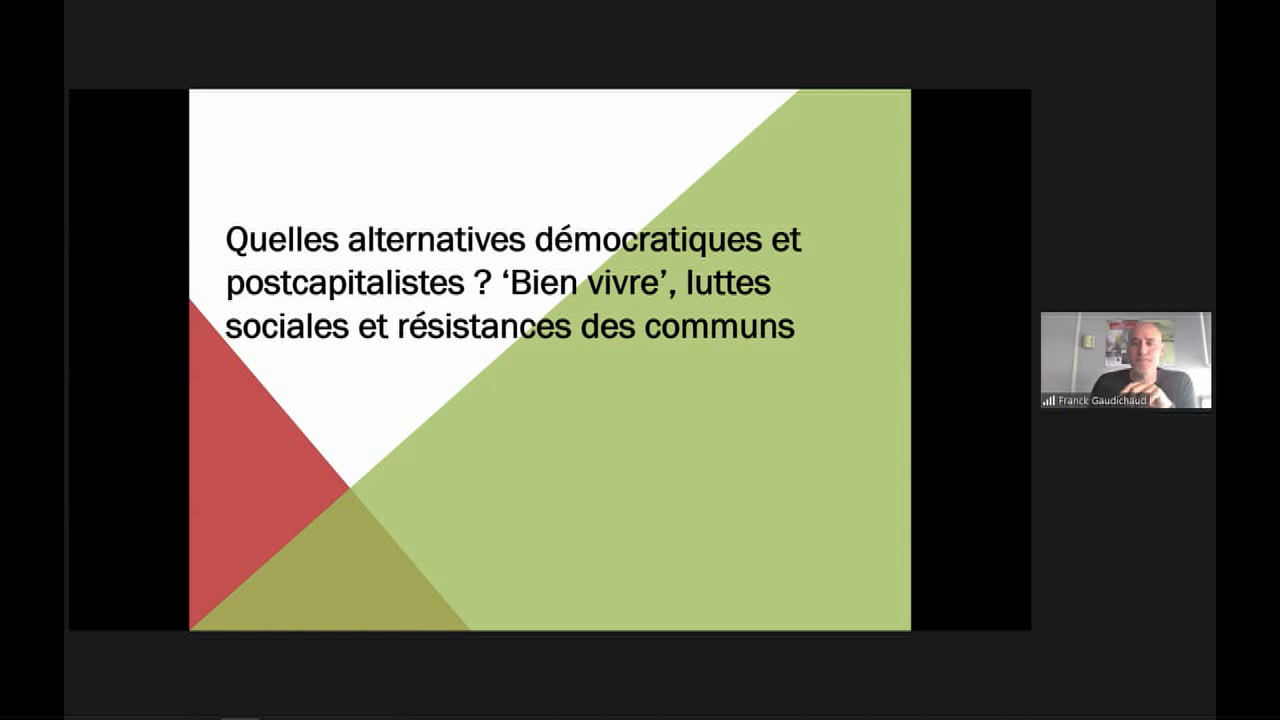 Quelles alternatives démocratiques et
postcapitalistes ? ‘Bien vivre’, luttes
sociales et résistances des communs
Franck Gaudichaud